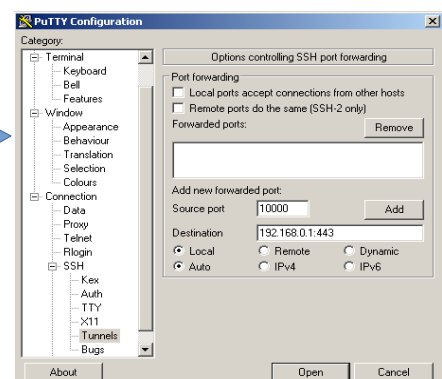 PuTTY Configuration
Category:
Terminal
Keyboard
Bell
Features
Window
Appearance
Behaviour
Translation
Selection
Colours
Connection
Data
Proxy
Telnet
Rlogin
SSH
Kex
Auth
TTY
X11
Tunnels
Bugs
Options controlling SSH port forwarding
Port forwarding
Local ports accept connections from other hosts
Remote ports do the same (SSH-2 only)
Forwarded ports:
Remove
Add new forwarded port:
Source port 10000 Add
Destination 192.168.0.1:443
Local Remote Dynamic
Auto IPv4 IPv6
About Open Cancel